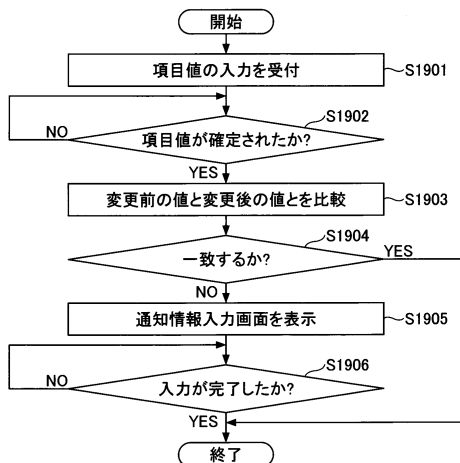 開始
項目値の入力を受付
S1901
S1902
項目値が確定されたか?
NO
YES
変更前の値と変更後の値とを比較
S1903
S1904
一致するか?
YES
NO
通知情報入力画面を表示
S1905
S1906
入力が完了したか?
NO
YES
終了